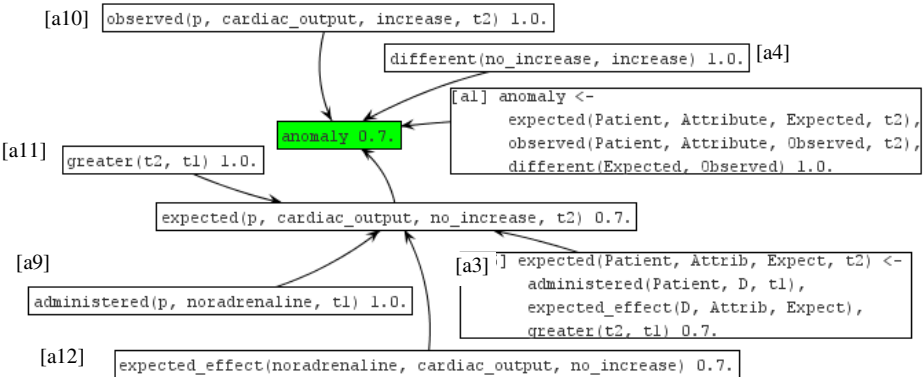 [a10] observed(p, cardiac_output, increase, t2) 1.0.
different(no_increase, increase) 1.0. [a4]
[a1] anomaly <-
expected(Patient, Attribute, Expected, t2),
observed(Patient, Attribute, Observed, t2),
different(Expected, Observed) 1.0.
anomaly 0.7.
[a11] greater(t2, t1) 1.0.
expected(p, cardiac_output, no_increase, t2) 0.7.
[a9]
administered(p, noradrenaline, t1) 1.0.
[a3] ] expected(Patient, Attrib, Expect, t2) <-
administered(Patient, D, t1),
expected_effect(D, Attrib, Expect),
greater(t2, t1) 0.7.
[a12] expected_effect(noradrenaline, cardiac_output, no_increase) 0.7.